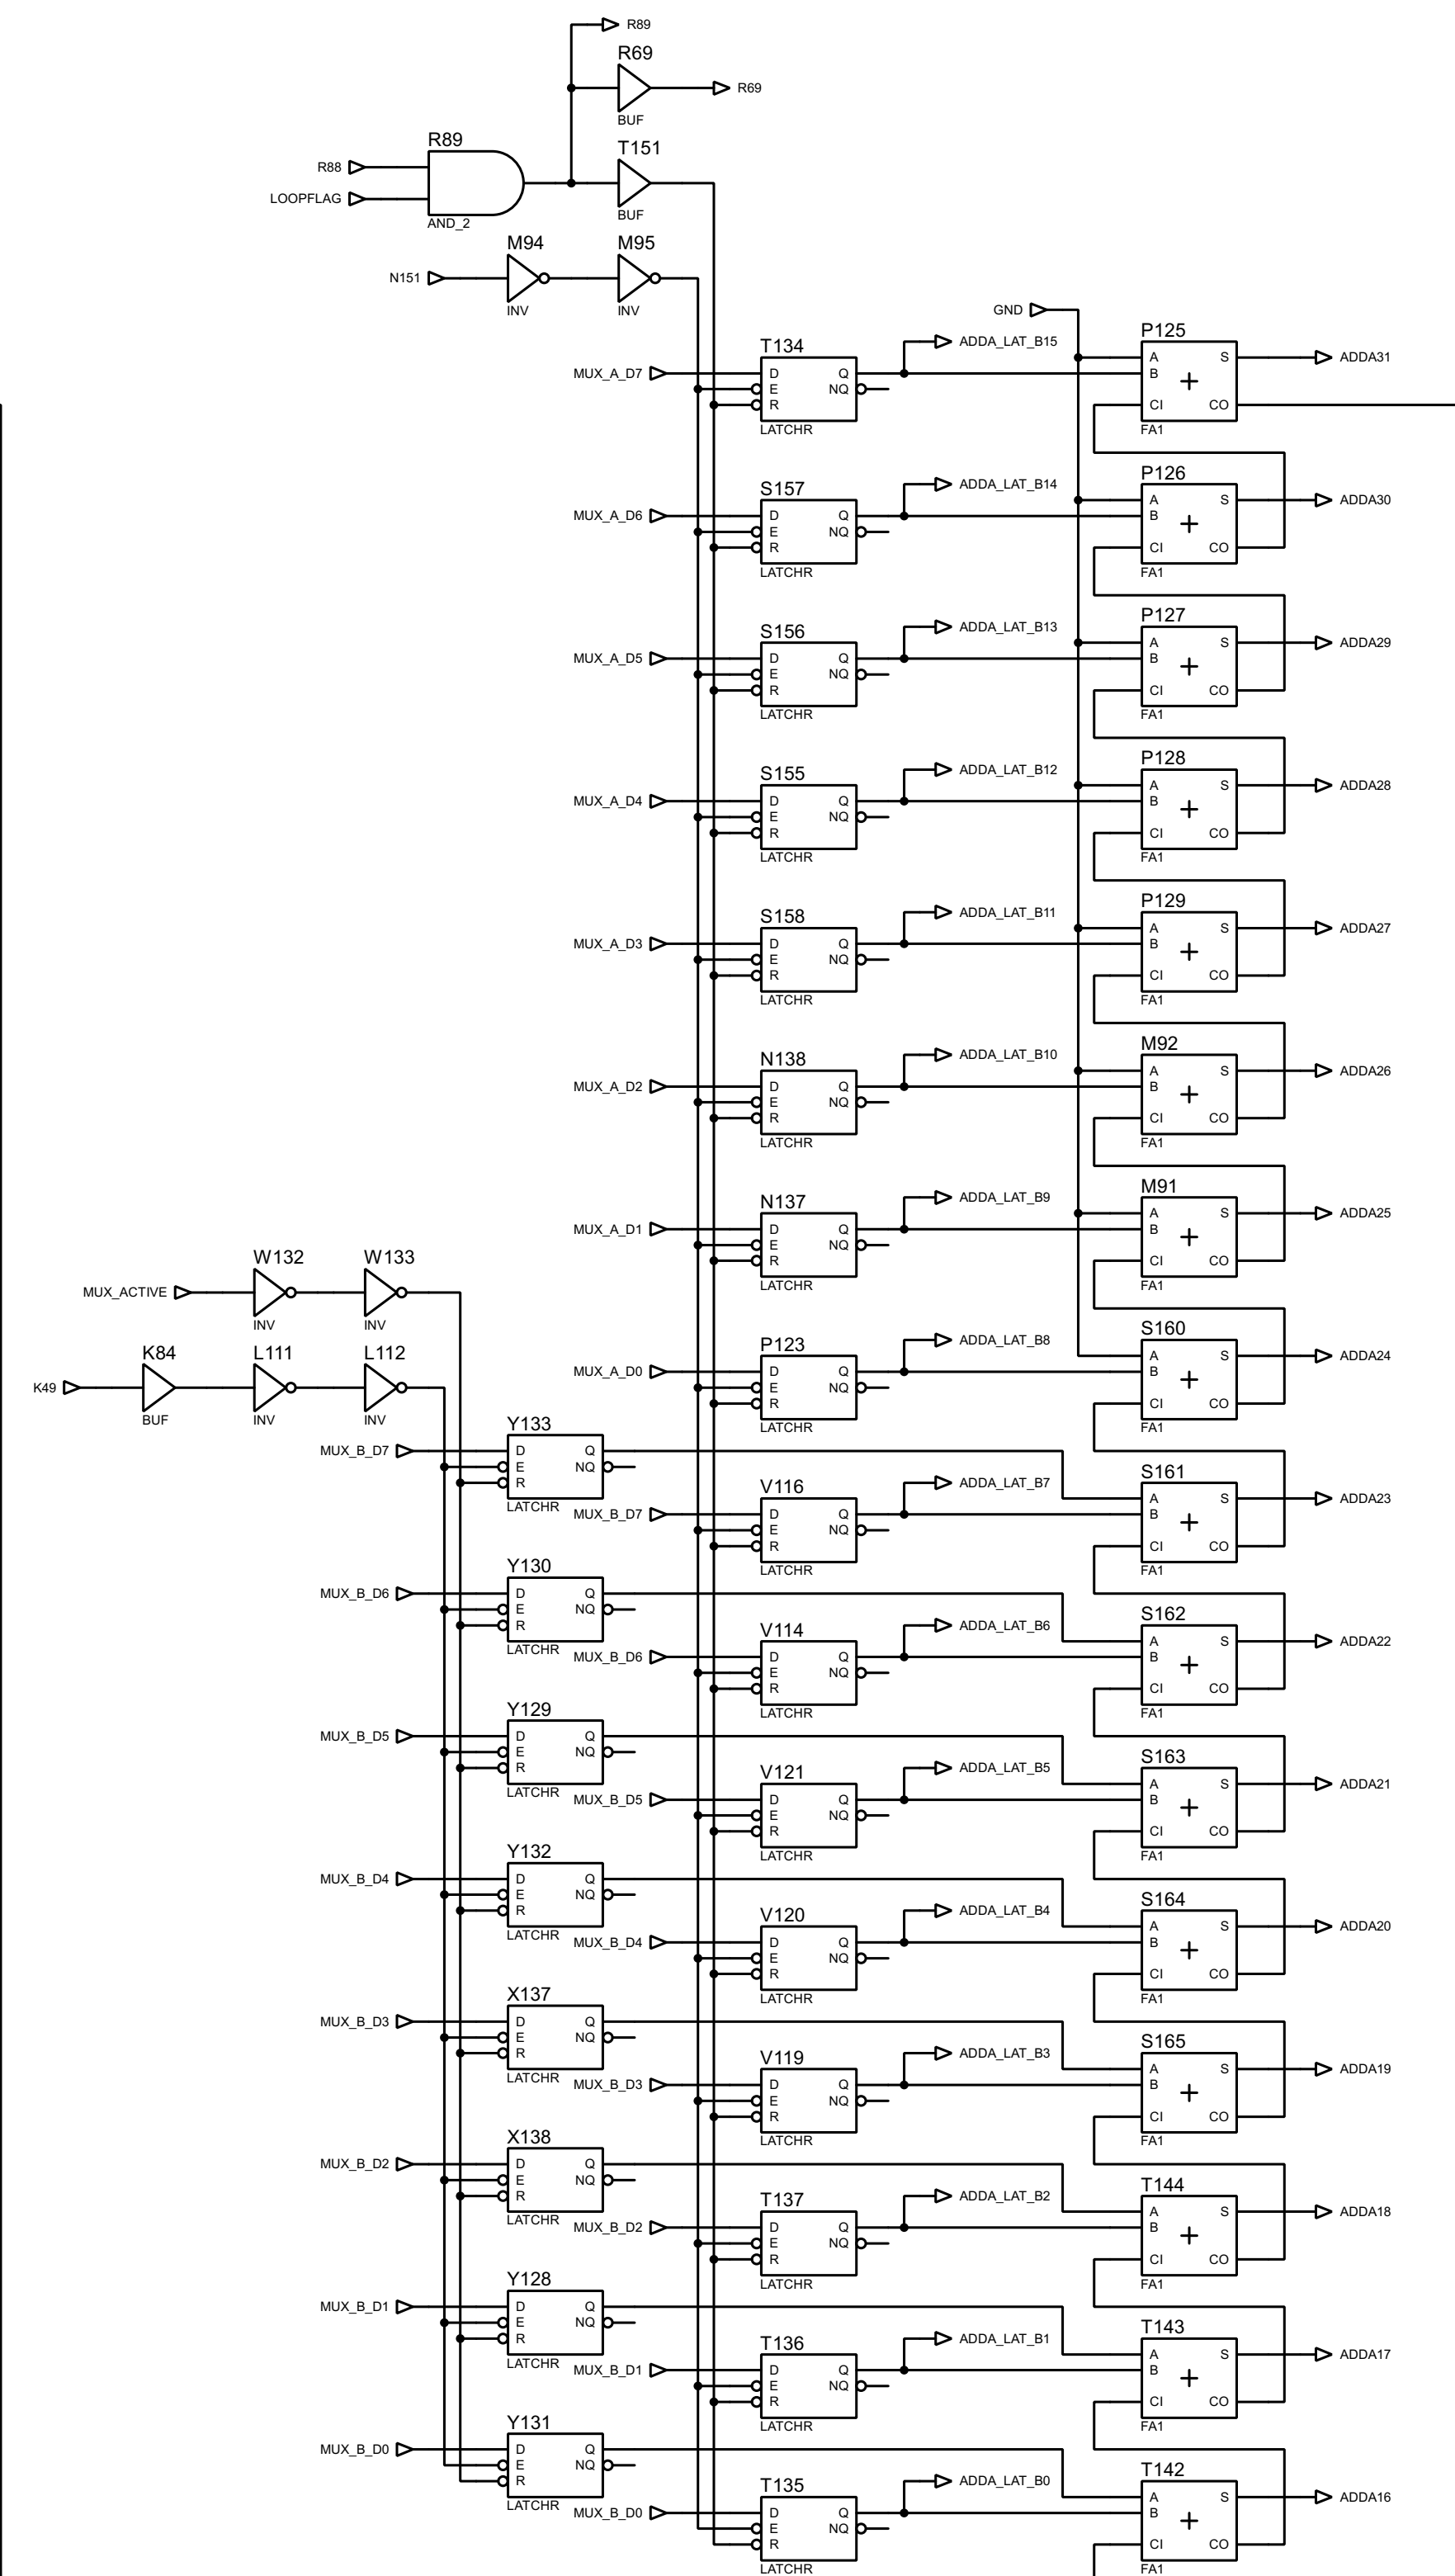 R89
R69
R69
BUF
R89
T151
R88
LOOPFLAG
BUF
AND_2
M94
M95
N151
INV
INV
GND
P125
T134
ADDA_LAT_B15
A S
ADDA31
MUX_A_D7
D Q
B
E NQ
R
CI CO
LATCHR
FA1
P126
S157
ADDA_LAT_B14
A S
ADDA30
MUX_A_D6
D Q
B
E NQ
R
CI CO
LATCHR
FA1
P127
S156
ADDA_LAT_B13
A S
ADDA29
MUX_A_D5
D Q
B
E NQ
R
CI CO
LATCHR
FA1
P128
S155
ADDA_LAT_B12
A S
ADDA28
MUX_A_D4
D Q
B
E NQ
R
CI CO
LATCHR
FA1
P129
S158
ADDA_LAT_B11
A S
ADDA27
MUX_A_D3
D Q
B
E NQ
R
CI CO
LATCHR
FA1
M92
N138
ADDA_LAT_B10
A S
ADDA26
MUX_A_D2
D Q
B
E NQ
R
CI CO
LATCHR
FA1
M91
N137
ADDA_LAT_B9
A S
ADDA25
MUX_A_D1
D Q
B
E NQ
R
CI CO
LATCHR
FA1
W132
W133
MUX_ACTIVE
INV
INV
S160
P123
ADDA_LAT_B8
K84
L111
L112
A S
ADDA24
MUX_A_D0
D Q
B
K49
E NQ
R
CI CO
BUF
INV
INV
LATCHR
FA1
Y133
MUX_B_D7
D Q
E NQ
R
LATCHR
S161
V116
ADDA_LAT_B7
A S
ADDA23
MUX_B_D7
D Q
B
E NQ
R
CI CO
LATCHR
FA1
Y130
MUX_B_D6
D Q
E NQ
R
LATCHR
S162
V114
ADDA_LAT_B6
A S
ADDA22
MUX_B_D6
D Q
B
E NQ
R
CI CO
LATCHR
FA1
Y129
MUX_B_D5
D Q
E NQ
R
LATCHR
S163
V121
ADDA_LAT_B5
A S
ADDA21
MUX_B_D5
D Q
B
E NQ
R
CI CO
LATCHR
FA1
Y132
MUX_B_D4
D Q
E NQ
R
LATCHR
S164
V120
ADDA_LAT_B4
A S
ADDA20
MUX_B_D4
D Q
B
E NQ
R
CI CO
LATCHR
FA1
X137
MUX_B_D3
D Q
E NQ
R
LATCHR
S165
V119
ADDA_LAT_B3
A S
ADDA19
MUX_B_D3
D Q
B
E NQ
R
CI CO
LATCHR
FA1
X138
MUX_B_D2
D Q
E NQ
R
LATCHR
T144
T137
ADDA_LAT_B2
A S
ADDA18
MUX_B_D2
D Q
B
E NQ
R
CI CO
LATCHR
FA1
Y128
MUX_B_D1
D Q
E NQ
R
LATCHR
T143
T136
ADDA_LAT_B1
A S
ADDA17
MUX_B_D1
D Q
B
E NQ
R
CI CO
LATCHR
FA1
Y131
MUX_B_D0
D Q
E NQ
R
LATCHR
T142
T135
ADDA_LAT_B0
A S
ADDA16
MUX_B_D0
D Q
B
E NQ
R
CI CO
LATCHR
FA1